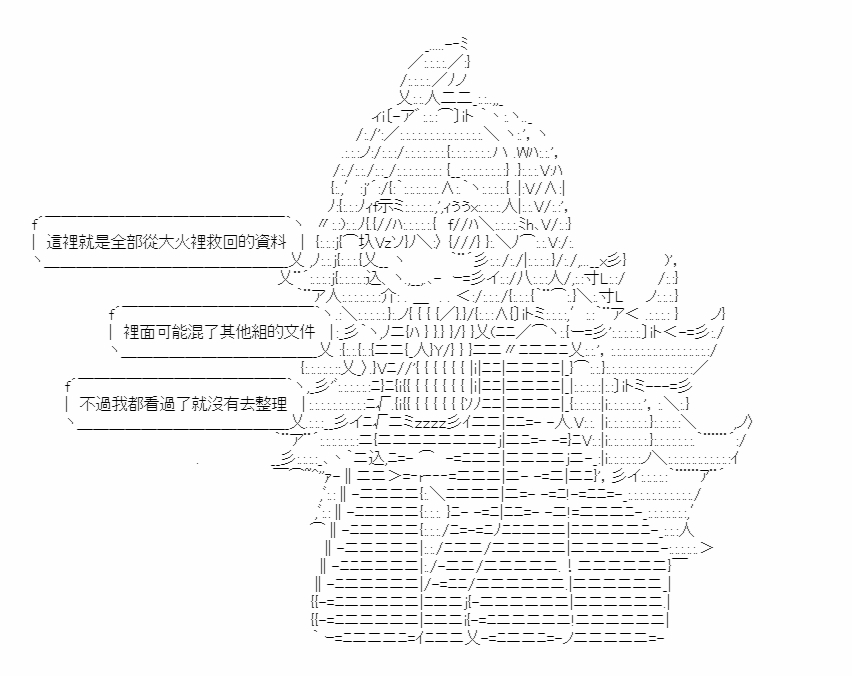 這裡就是全部從大火裡救回的資料
裡面可能混了其他組的文件
不過我都看過了就沒有去整理